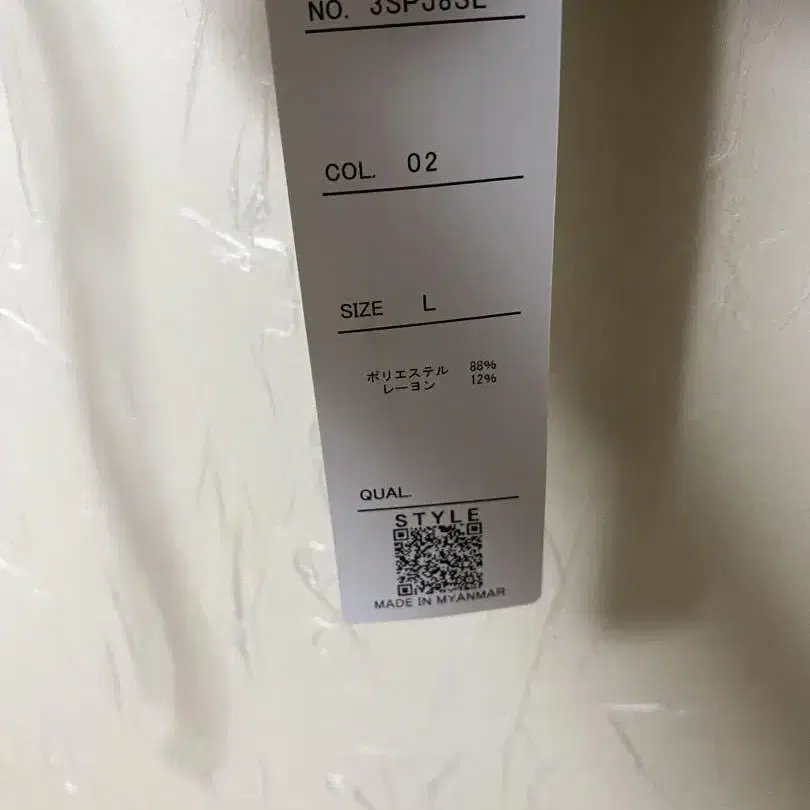 NO.
COL. 02
SIZE L
ポリエステル 88%
レーヨン 12%
QUAL.
STYLE
MADE IN MYANMAR